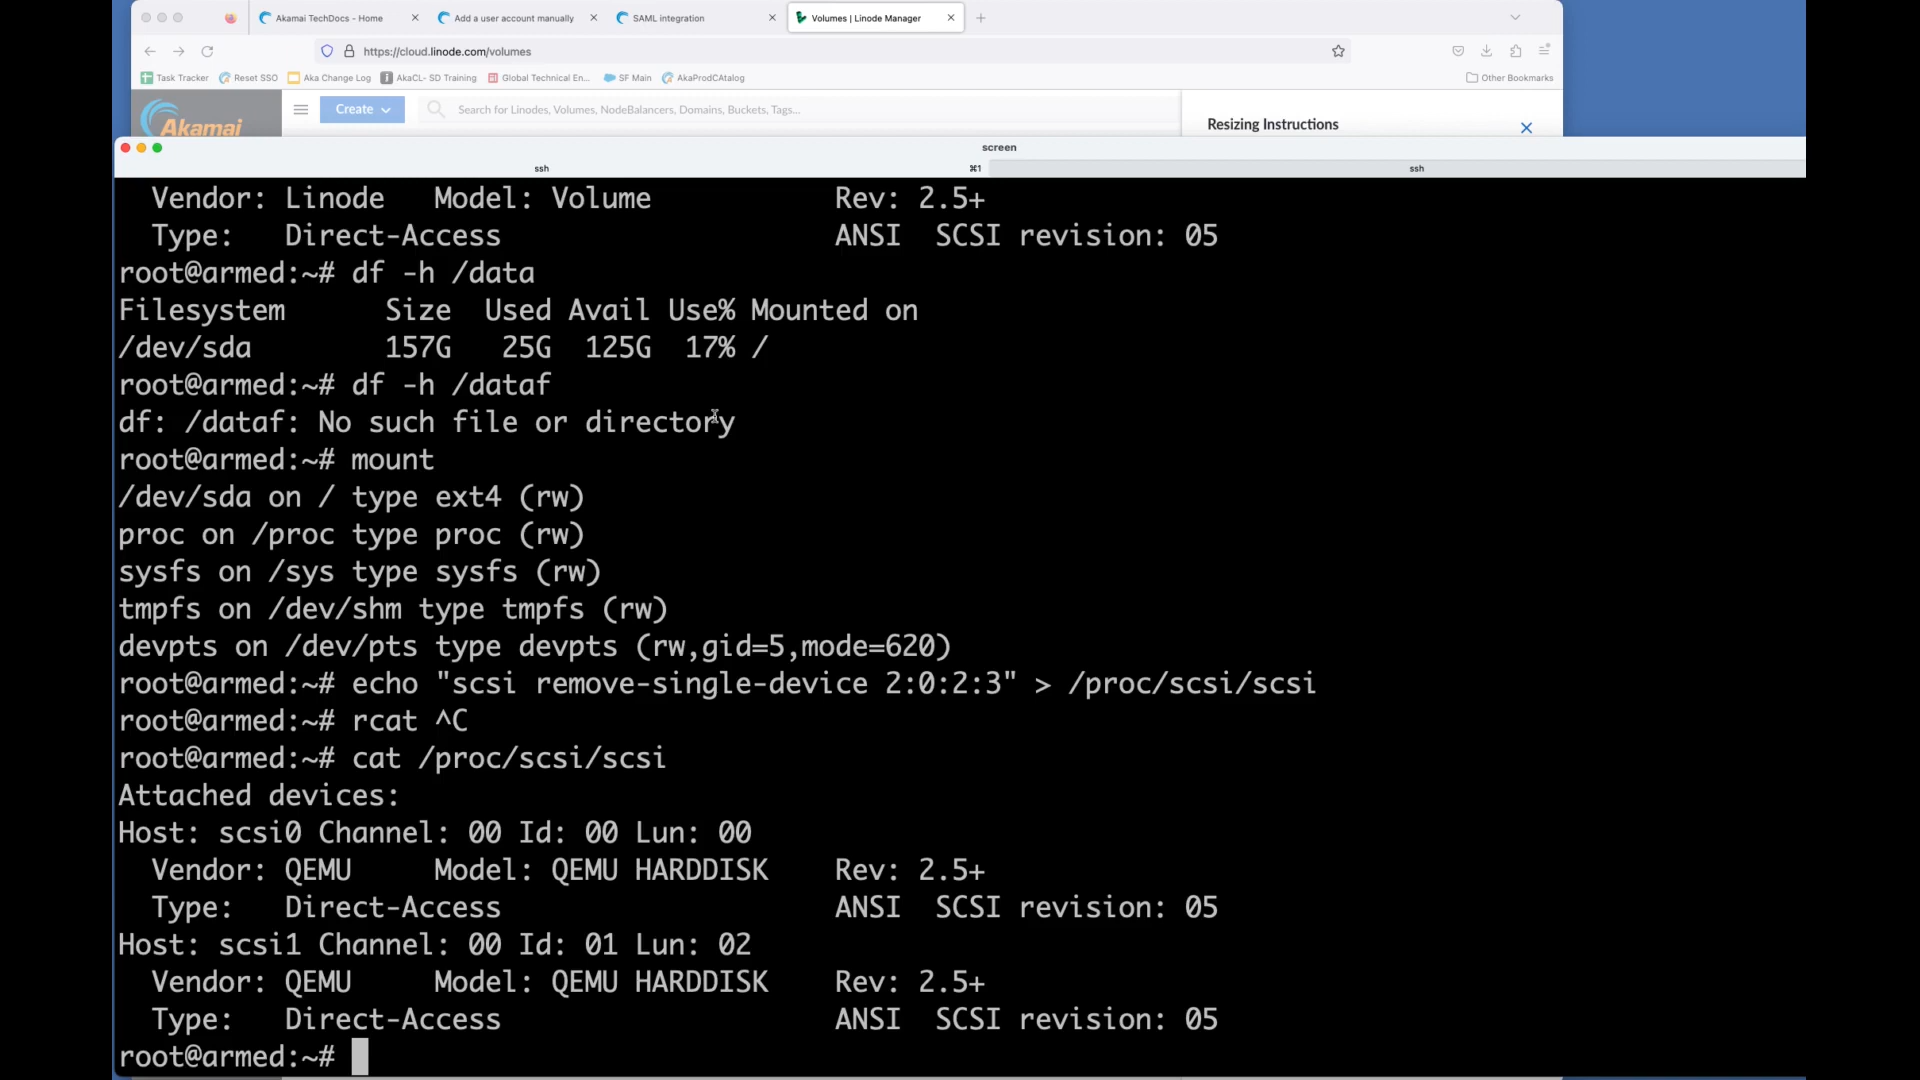 Akamai TechDocs - Home
Add a user account manually
SAML integration
Volumes | Linode Manager
https://cloud.linode.com/volumes
Task Tracker
Reset SSO
Aka Change Log
AkaCL- SD Training
Global Technical En...
SF Main
AkaProdCAtalog
Other Bookmarks
Akamai
Create
Search for Linodes, Volumes, NodeBalancers, Domains, Buckets, Tags...
Resizing Instructions
screen
ssh
⌘1
ssh
Vendor: Linode Model: Volume Rev: 2.5+
Type: Direct-Access ANSI SCSI revision: 05
root@armed:~# df -h /data
Filesystem Size Used Avail Use% Mounted on
/dev/sda 157G 25G 125G 17% /
root@armed:~# df -h /dataf
df: /dataf: No such file or directory
root@armed:~# mount
/dev/sda on / type ext4 (rw)
proc on /proc type proc (rw)
sysfs on /sys type sysfs (rw)
tmpfs on /dev/shm type tmpfs (rw)
devpts on /dev/pts type devpts (rw,gid=5,mode=620)
root@armed:~# echo "scsi remove-single-device 2:0:2:3" > /proc/scsi/scsi
root@armed:~# rcat ^C
root@armed:~# cat /proc/scsi/scsi
Attached devices:
Host: scsi0 Channel: 00 Id: 00 Lun: 00
Vendor: QEMU Model: QEMU HARDDISK Rev: 2.5+
Type: Direct-Access ANSI SCSI revision: 05
Host: scsi1 Channel: 00 Id: 01 Lun: 02
Vendor: QEMU Model: QEMU HARDDISK Rev: 2.5+
Type: Direct-Access ANSI SCSI revision: 05
root@armed:~#